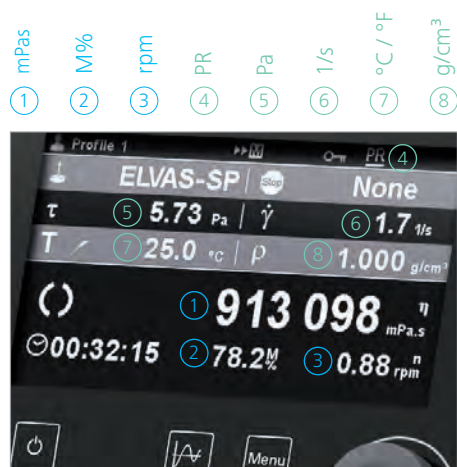 mPas M% rpm PR Pa 1/s °C / °F g/cm³
1 2 3 4 5 6 7 8
Profile 1 ▸▸M PR 4
ELVAS-SP Stop None
τ 5 5.73 Pa γ̇ 6 1.7 1/s
T 7 25.0 °C ρ 8 1.000 g/cm³
1 913 098 mPa.s η
00:32:15 2 78.2 M% 3 0.88 rpm n
Menu